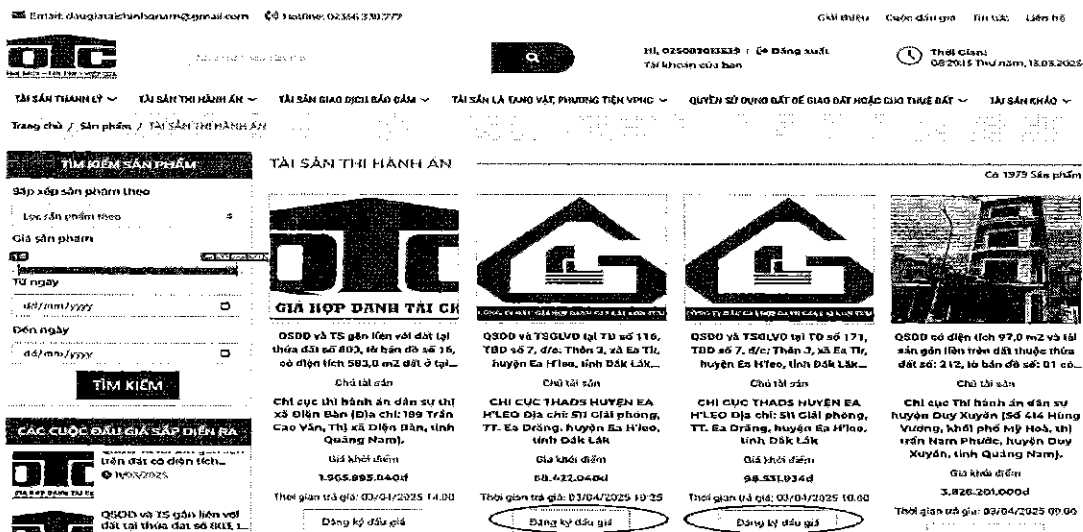 Email: daugiataichinhqnam@gmail.com
Hotline: 02356 330 777
Giới thiệu Cuộc đấu giá Tin tức Liên hệ
OTC
Hi, 025083013633 | Đăng xuất
Tài khoản của bạn
Thời Gian:
08:29:15 Thứ năm, 13.03.2025
TÀI SẢN THANH LÝ
TÀI SẢN THI HÀNH ÁN
TÀI SẢN GIAO DỊCH BẢO ĐẢM
TÀI SẢN LÀ TANG VẬT, PHƯƠNG TIỆN VPHC
QUYỀN SỬ DỤNG ĐẤT ĐỂ GIAO ĐẤT HOẶC CHO THUÊ ĐẤT
TÀI SẢN KHÁC
Trang chủ / Sản phẩm / TÀI SẢN THI HÀNH ÁN
TÌM KIẾM SẢN PHẨM
Sắp xếp sản phẩm theo
Lọc sản phẩm theo
Giá sản phẩm
Từ ngày
dd/mm/yyyy
Đến ngày
dd/mm/yyyy
TÌM KIẾM
CÁC CUỘC ĐẤU GIÁ SẮP DIỄN RA
trên đất có diện tích...
11/03/2025
QSDĐ và TS gắn liền với
đất tại thửa đất số 803, t...
TÀI SẢN THI HÀNH ÁN
Có 1979 Sản phẩm
OTC
GIÁ HỢP DANH TÀI CH
QSDĐ và TS gắn liền với đất tại
thửa đất số 803, tờ bản đồ số 16,
có diện tích 583,0 m2 đất ở tại...
Chủ tài sản
Chi cục thi hành án dân sự thị
xã Điện Bàn (Địa chỉ: 189 Trần
Cao Vân, Thị xã Điện Bàn, tỉnh
Quảng Nam).
Giá khởi điểm
1.965.895.040đ
Thời gian trả giá: 03/04/2025 14:00
Đăng ký đấu giá
QSDĐ và TSGLVĐ tại TĐ số 116,
TBĐ số 7, đ/c: Thôn 3, xã Ea Tir,
huyện Ea H'leo, tỉnh Đắk Lắk...
Chủ tài sản
CHI CỤC THADS HUYỆN EA
H'LEO Địa chỉ: 511 Giải phóng,
TT. Ea Drăng, huyện Ea H'leo,
tỉnh Đắk Lắk
Giá khởi điểm
68.422.040đ
Thời gian trả giá: 03/04/2025 10:25
Đăng ký đấu giá
QSDĐ và TSGLVĐ tại TĐ số 171,
TBĐ số 7, đ/c: Thôn 3, xã Ea Tir,
huyện Ea H'leo, tỉnh Đắk Lắk...
Chủ tài sản
CHI CỤC THADS HUYỆN EA
H'LEO Địa chỉ: 511 Giải phóng,
TT. Ea Drăng, huyện Ea H'leo,
tỉnh Đắk Lắk
Giá khởi điểm
98.531.934đ
Thời gian trả giá: 03/04/2025 10:00
Đăng ký đấu giá
QSDĐ có diện tích 97,0 m2 và tài
sản gắn liền trên đất thuộc thửa
đất số: 212, tờ bản đồ số: 01 có...
Chủ tài sản
Chi cục Thi hành án dân sự
huyện Duy Xuyên (Số 414 Hùng
Vương, khối phố Mỹ Hoà, thị
trấn Nam Phước, huyện Duy
Xuyên, tỉnh Quảng Nam).
Giá khởi điểm
3.826.201.000đ
Thời gian trả giá: 03/04/2025 09:00